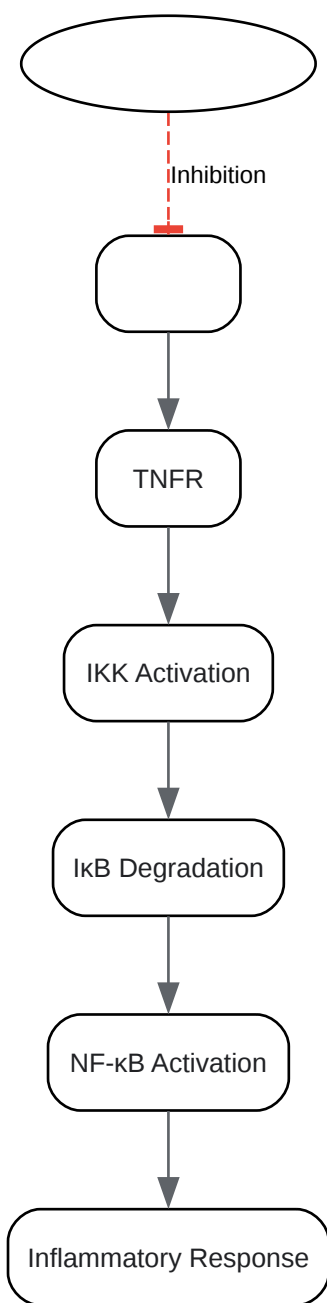 Inhibition
TNFR
IKK Activation
IκB Degradation
NF-κB Activation
Inflammatory Response